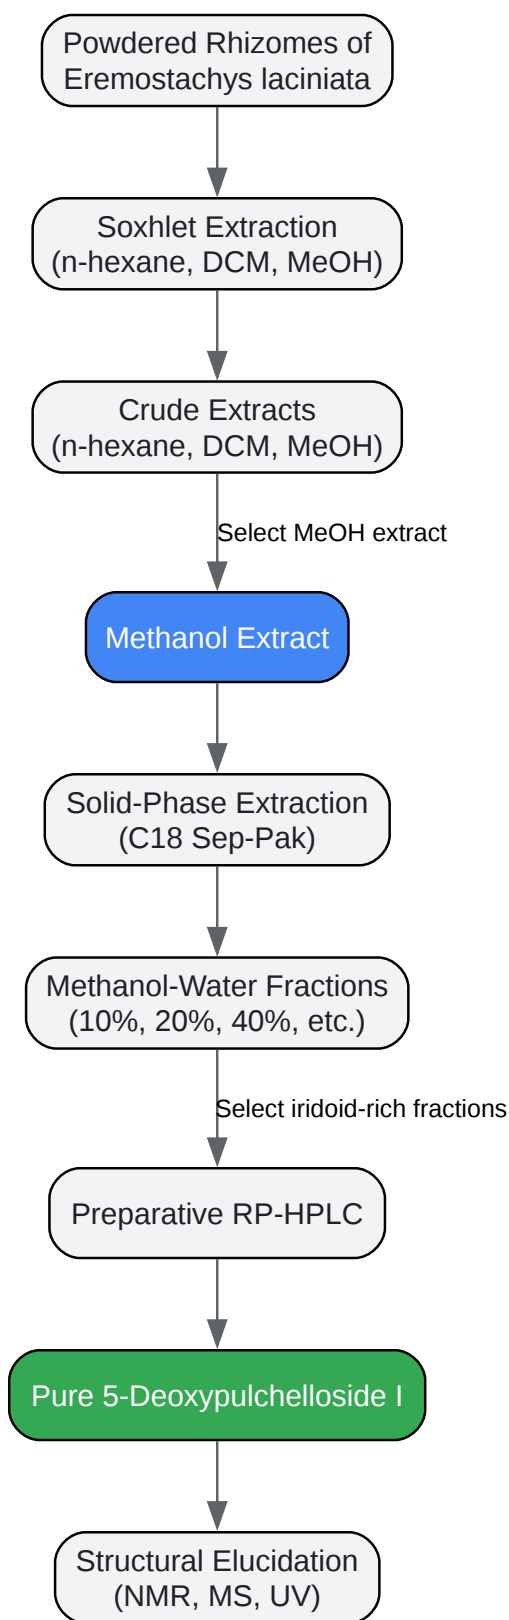 Powdered Rhizomes of
Eremostachys laciniata
Soxhlet Extraction
(n-hexane, DCM, MeOH)
Crude Extracts
(n-hexane, DCM, MeOH)
Select MeOH extract
Methanol Extract
Solid-Phase Extraction
(C18 Sep-Pak)
Methanol-Water Fractions
(10%, 20%, 40%, etc.)
Select iridoid-rich fractions
Preparative RP-HPLC
Pure 5-Deoxypulchelloside I
Structural Elucidation
(NMR, MS, UV)